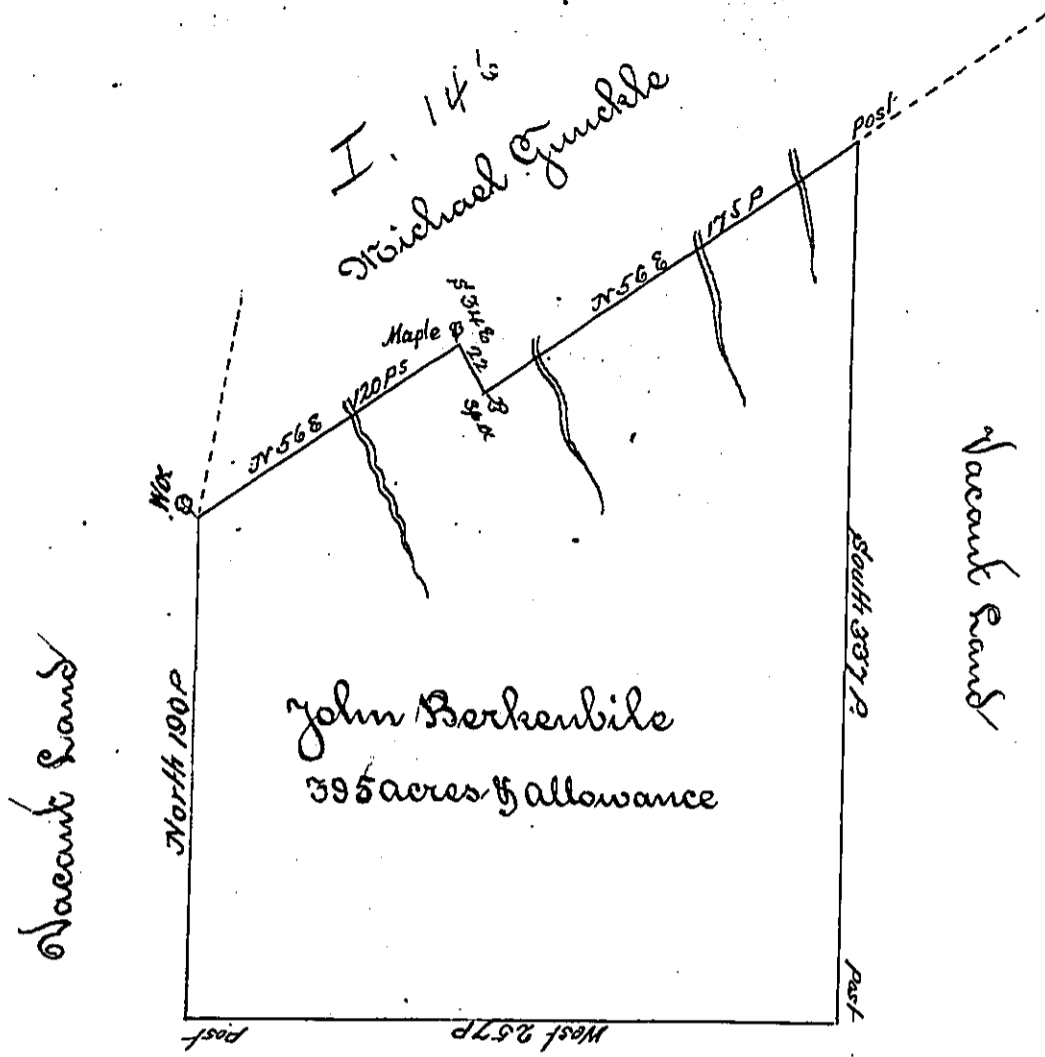 I. 146
Michael Gunckle
Post
N 56 E 175 P
S 34 E 22
Maple
Sp. o
N 56 E 120 Ps
Wo
Vacant Land
North 190 P
John Berkenbile
395 acres & allowance
South 337 P.
Vacant Land
Post
West 257 P
Post